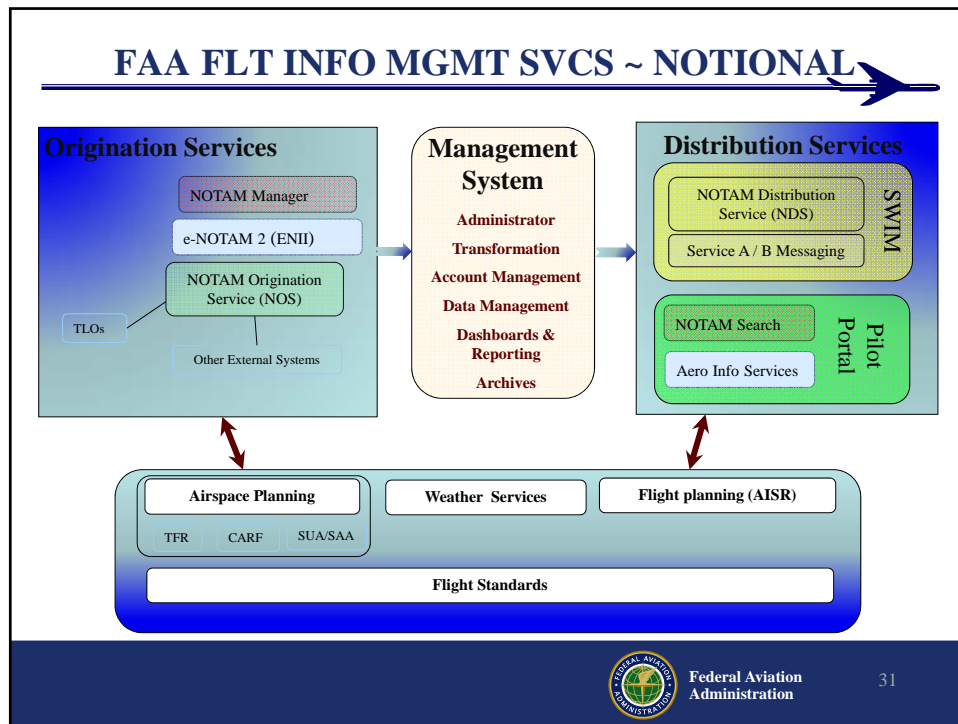 FAA FLT INFO MGMT SVCS ~ NOTIONAL
Origination Services
NOTAM Manager
e-NOTAM 2 (ENII)
NOTAM Origination
Service (NOS)
TLOs
Other External Systems
Management
System
Administrator
Transformation
Account Management
Data Management
Dashboards &
Reporting
Archives
Distribution Services
NOTAM Distribution
Service (NDS)
Service A / B Messaging
SWIM
NOTAM Search
Aero Info Services
Pilot
Portal
Airspace Planning
TFR
CARF
SUA/SAA
Weather Services
Flight planning (AISR)
Flight Standards
FEDERAL AVIATION
ADMINISTRATION
Federal Aviation
Administration
31